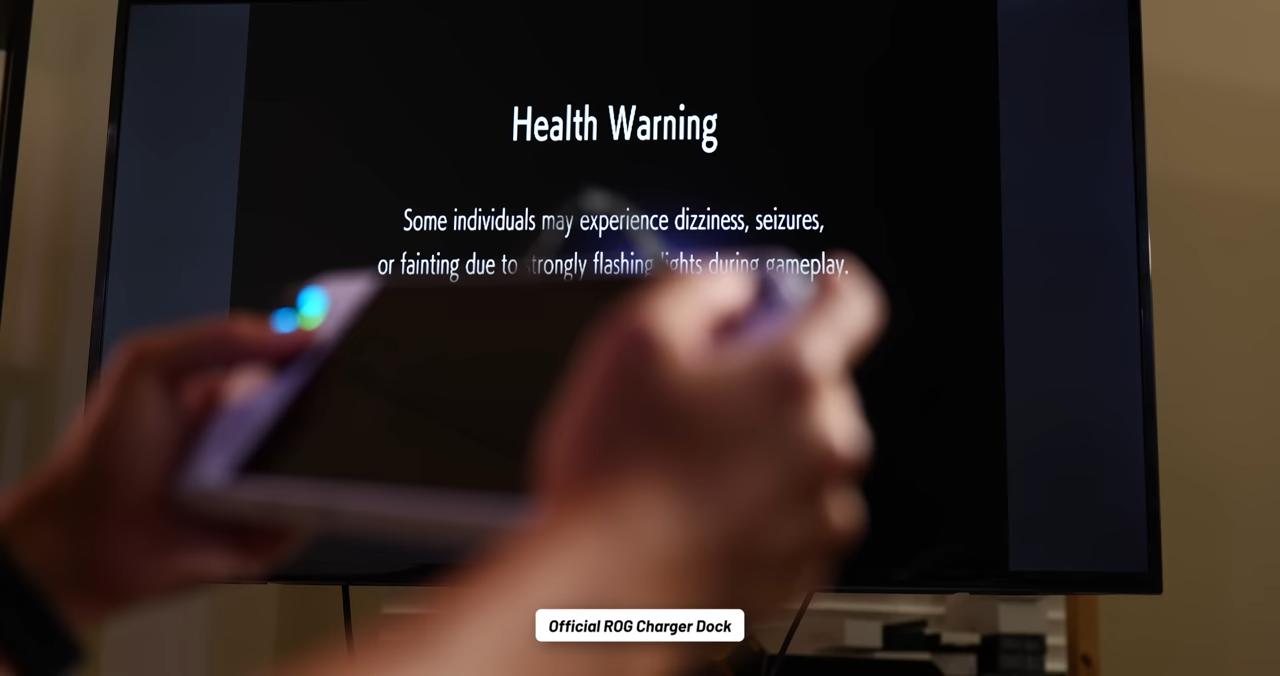 Health Warning
Some individuals may experience dizziness, seizures,
or fainting due to strongly flashing lights during gameplay.
Official ROG Charger Dock